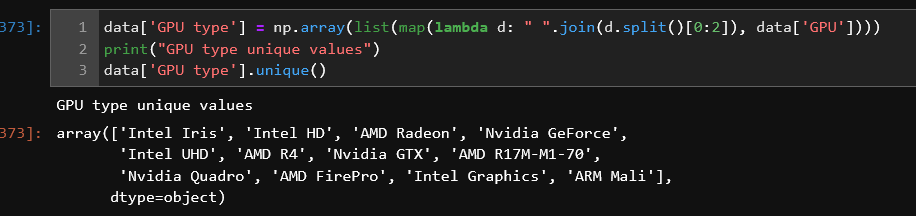 373]: 1 data['GPU type'] = np.array(list(map(lambda d: " ".join(d.split()[0:2]), data['GPU'])))
2 print("GPU type unique values")
3 data['GPU type'].unique()
GPU type unique values
373]: array(['Intel Iris', 'Intel HD', 'AMD Radeon', 'Nvidia GeForce',
'Intel UHD', 'AMD R4', 'Nvidia GTX', 'AMD R17M-M1-70',
'Nvidia Quadro', 'AMD FirePro', 'Intel Graphics', 'ARM Mali'],
dtype=object)